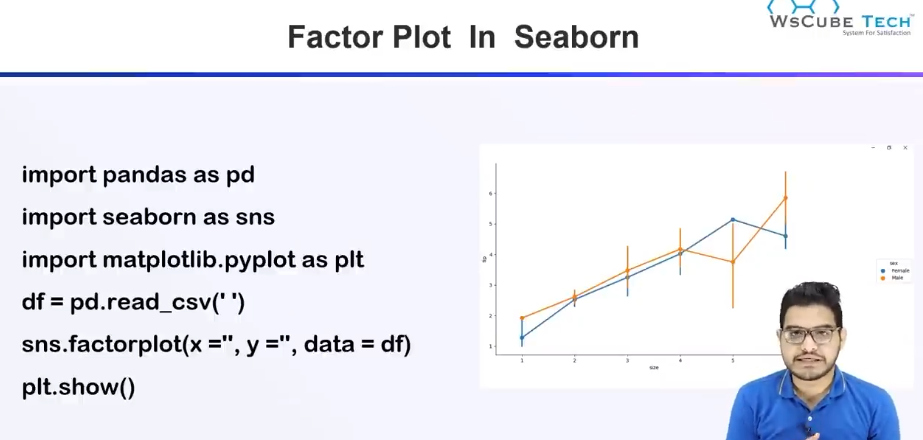 WsCube Tech
System For Satisfaction
Factor Plot In Seaborn
import pandas as pd
import seaborn as sns
import matplotlib.pyplot as plt
df = pd.read_csv(' ')
sns.factorplot(x ='', y ='', data = df)
plt.show()
6
5
4
3
2
1
tip
1 2 3 4 5
size
sex
Female
Male